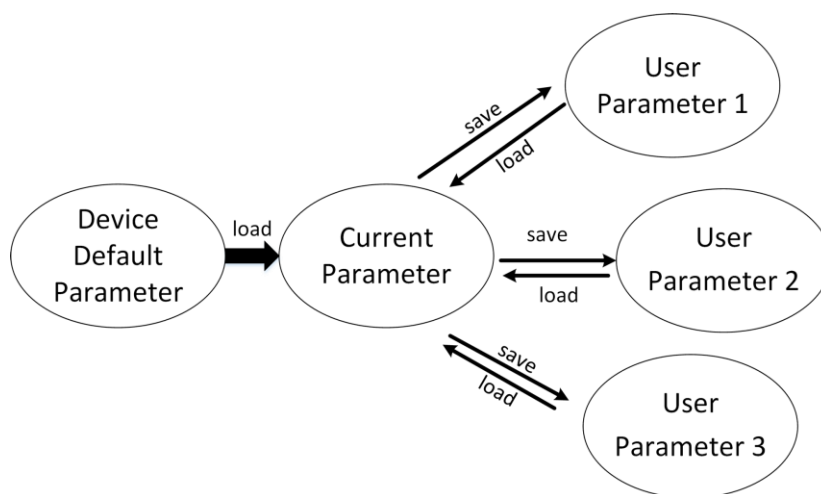 User
Parameter 1
save
load
Device
Default
Parameter
load
Current
Parameter
save
load
User
Parameter 2
save
load
User
Parameter 3